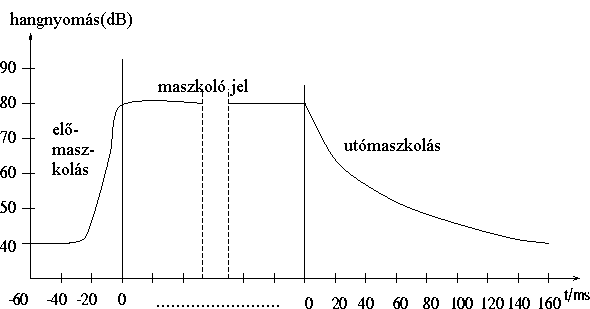 hangnyomás(dB)
90
maszkoló jel
80
elő-
70
masz-
utómaszkolás
kolás
60
50
40
-60 -40 -20 0 ................... 0 20 40 60 80 100 120 140 160 t/ms